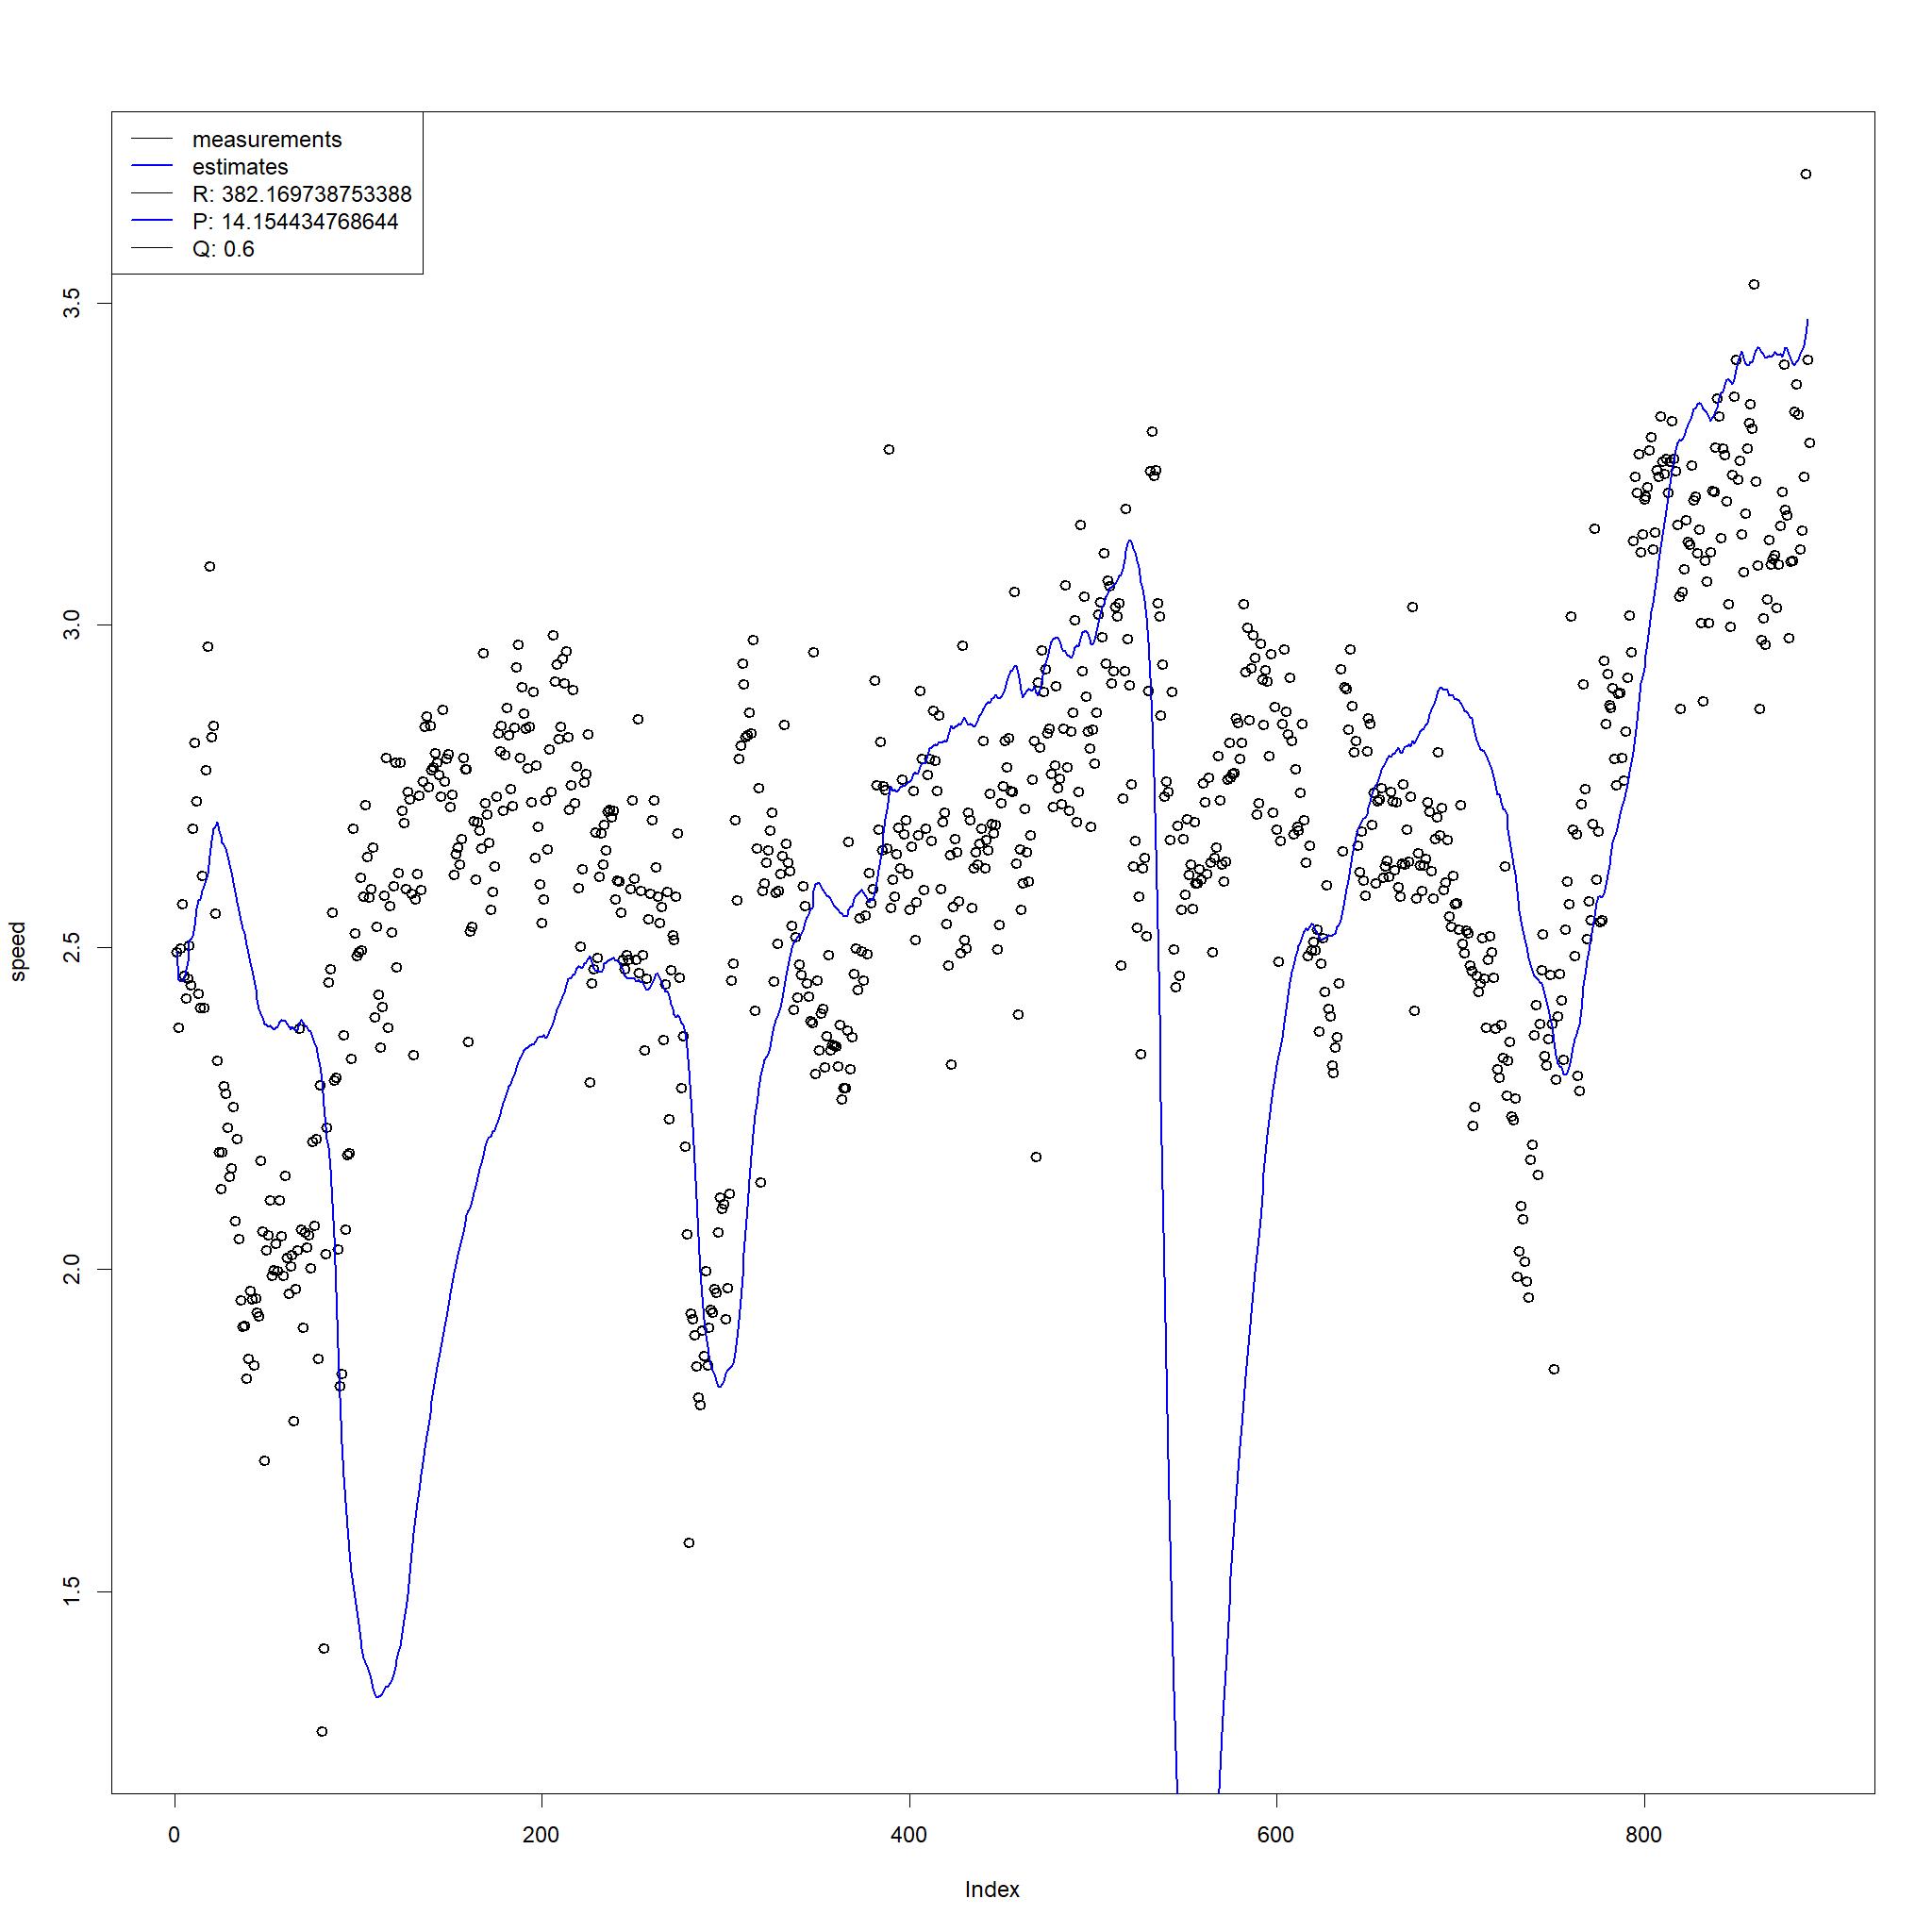 measurements
estimates
R: 382.169738753388
P: 14.154434768644
Q: 0.6
speed
3.5
3.0
2.5
2.0
1.5
0 200 400 600 800
Index